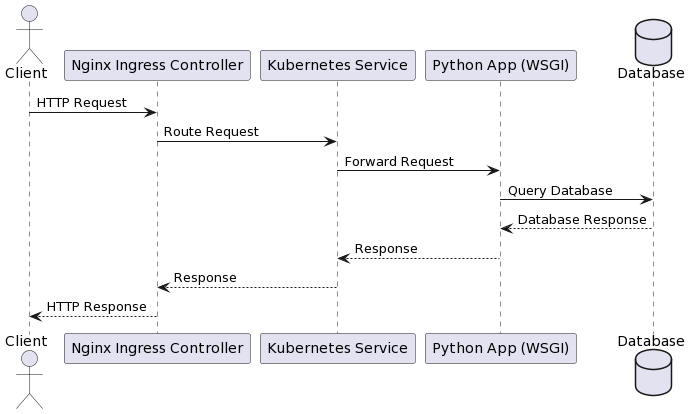 Client
Nginx Ingress Controller
Kubernetes Service
Python App (WSGI)
Database
HTTP Request
Route Request
Forward Request
Query Database
Database Response
Response
Response
HTTP Response
Client
Nginx Ingress Controller
Kubernetes Service
Python App (WSGI)
Database